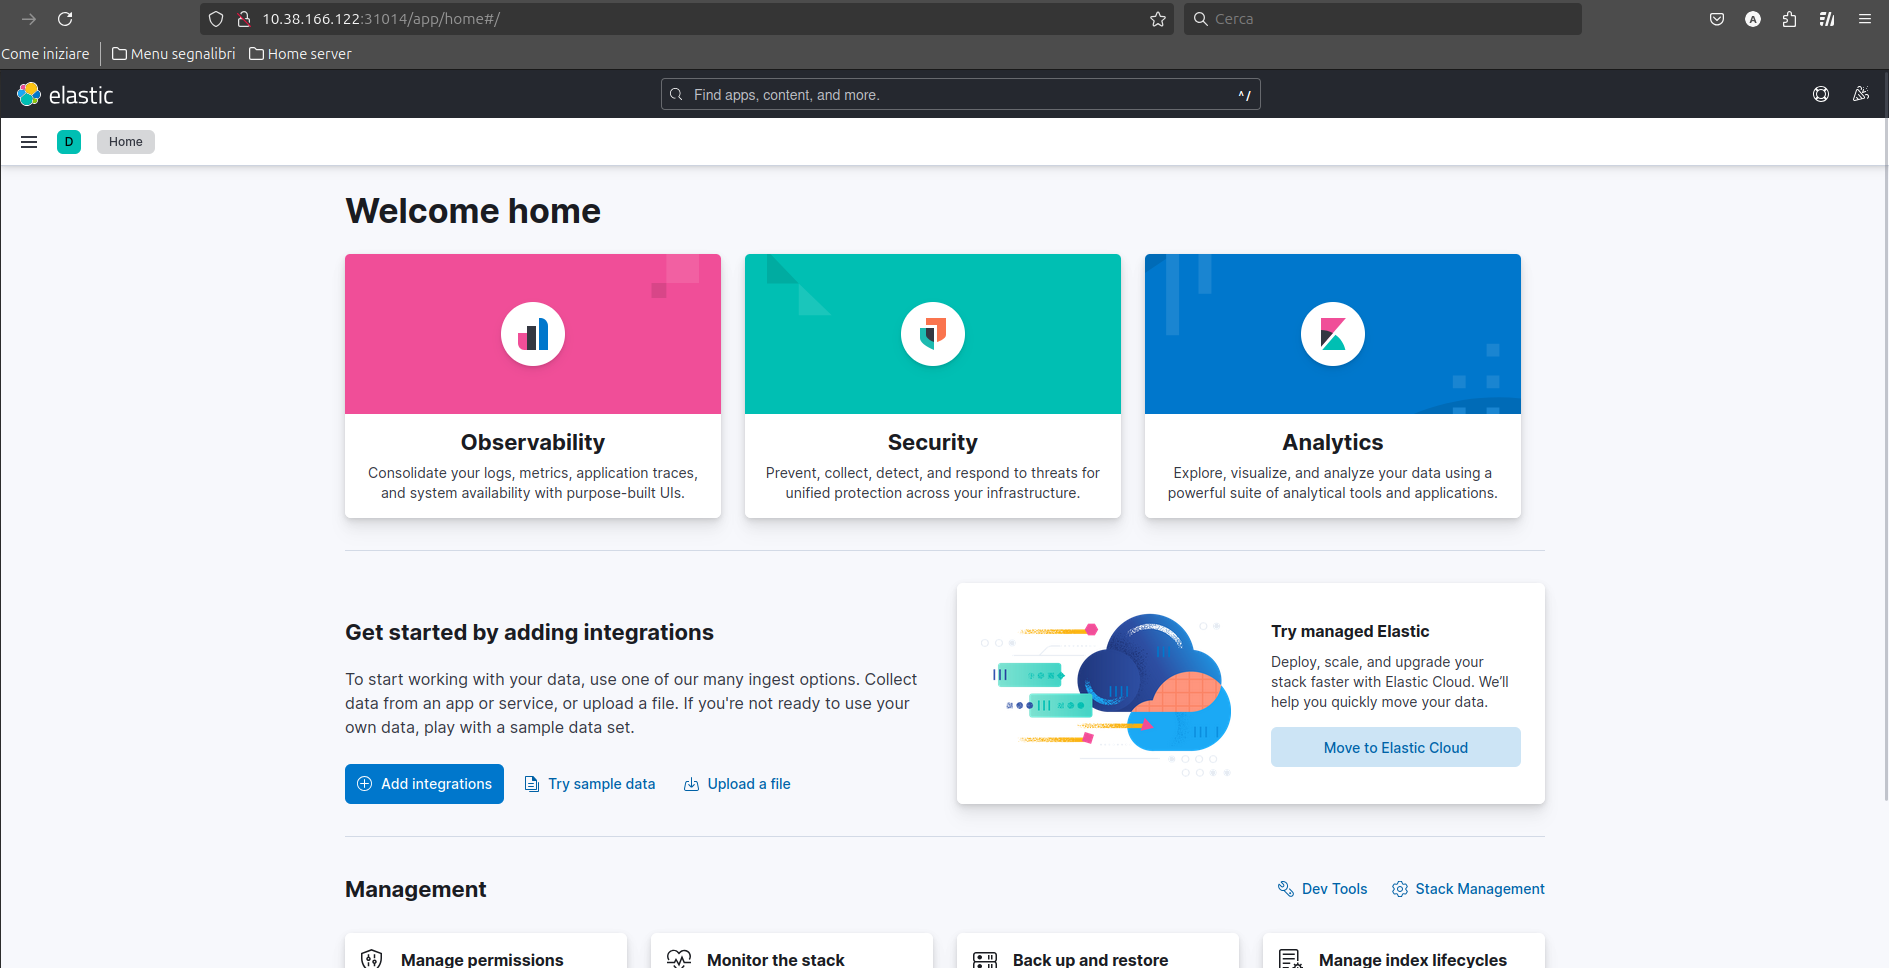 10.38.166.122:31014/app/home#/
Cerca
Come iniziare
Menu segnalibri
Home server
elastic
Find apps, content, and more.
^/
D
Home
Welcome home
Observability
Consolidate your logs, metrics, application traces,
and system availability with purpose-built UIs.
Security
Prevent, collect, detect, and respond to threats for
unified protection across your infrastructure.
Analytics
Explore, visualize, and analyze your data using a
powerful suite of analytical tools and applications.
Get started by adding integrations
To start working with your data, use one of our many ingest options. Collect
data from an app or service, or upload a file. If you're not ready to use your
own data, play with a sample data set.
Add integrations
Try sample data
Upload a file
Try managed Elastic
Deploy, scale, and upgrade your
stack faster with Elastic Cloud. We’ll
help you quickly move your data.
Move to Elastic Cloud
Management
Dev Tools
Stack Management
Manage permissions
Monitor the stack
Back up and restore
Manage index lifecycles